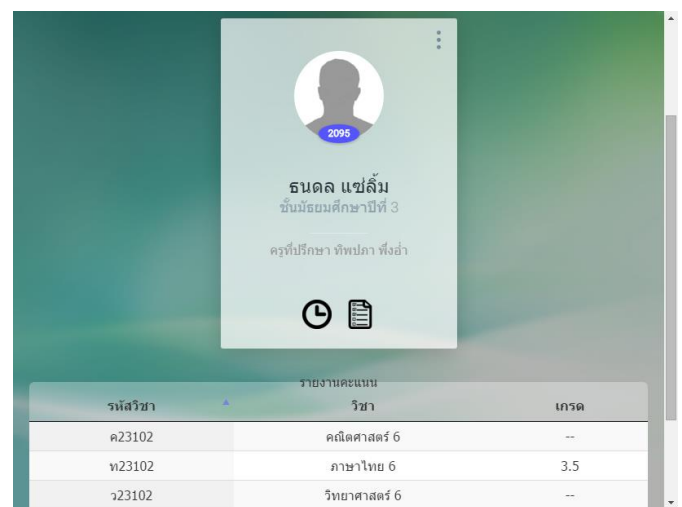 2095
ธนดล แซ่ลิ้ม
ชั้นมัธยมศึกษาปีที่ 3
ครูที่ปรึกษา ทิพปภา พึ่งฮ่ำ
รายงานคะแนน
รหัสวิชา วิชา เกรด
ค23102 คณิตศาสตร์ 6 --
ท23102 ภาษาไทย 6 3.5
ว23102 วิทยาศาสตร์ 6 --